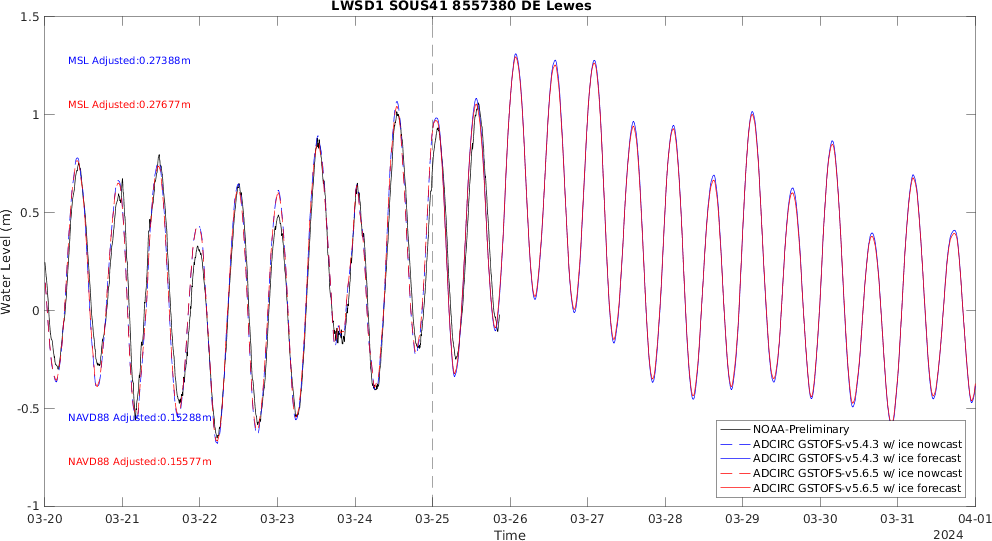 LWSD1 SOUS41 8557380 DE Lewes
1.5
1
0.5
0
-0.5
-1
Water Level (m)
MSL Adjusted:0.27388m
MSL Adjusted:0.27677m
NAVD88 Adjusted:0.15288m
NAVD88 Adjusted:0.15577m
NOAA-Preliminary
ADCIRC GSTOFS-v5.4.3 w/ ice nowcast
ADCIRC GSTOFS-v5.4.3 w/ ice forecast
ADCIRC GSTOFS-v5.6.5 w/ ice nowcast
ADCIRC GSTOFS-v5.6.5 w/ ice forecast
03-20 03-21 03-22 03-23 03-24 03-25 03-26 03-27 03-28 03-29 03-30 03-31 04-01
Time
2024